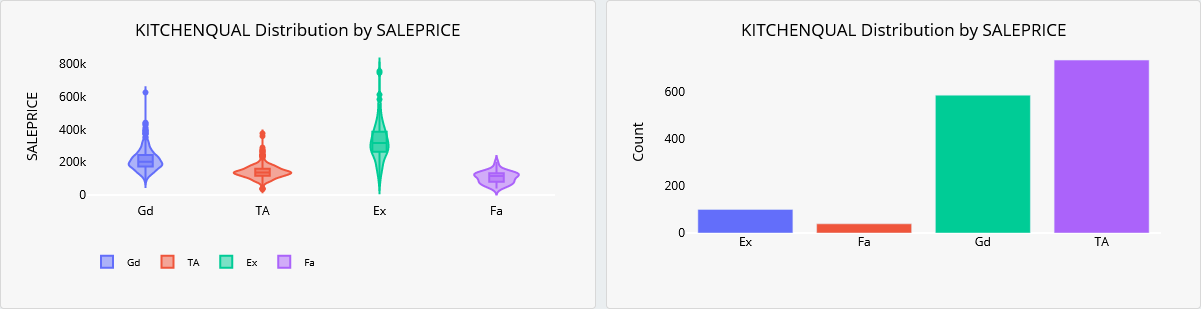 KITCHENQUAL Distribution by SALEPRICE
SALEPRICE
800k
600k
400k
200k
0
Gd TA Ex Fa
Gd TA Ex Fa
KITCHENQUAL Distribution by SALEPRICE
Count
600
400
200
0
Ex Fa Gd TA